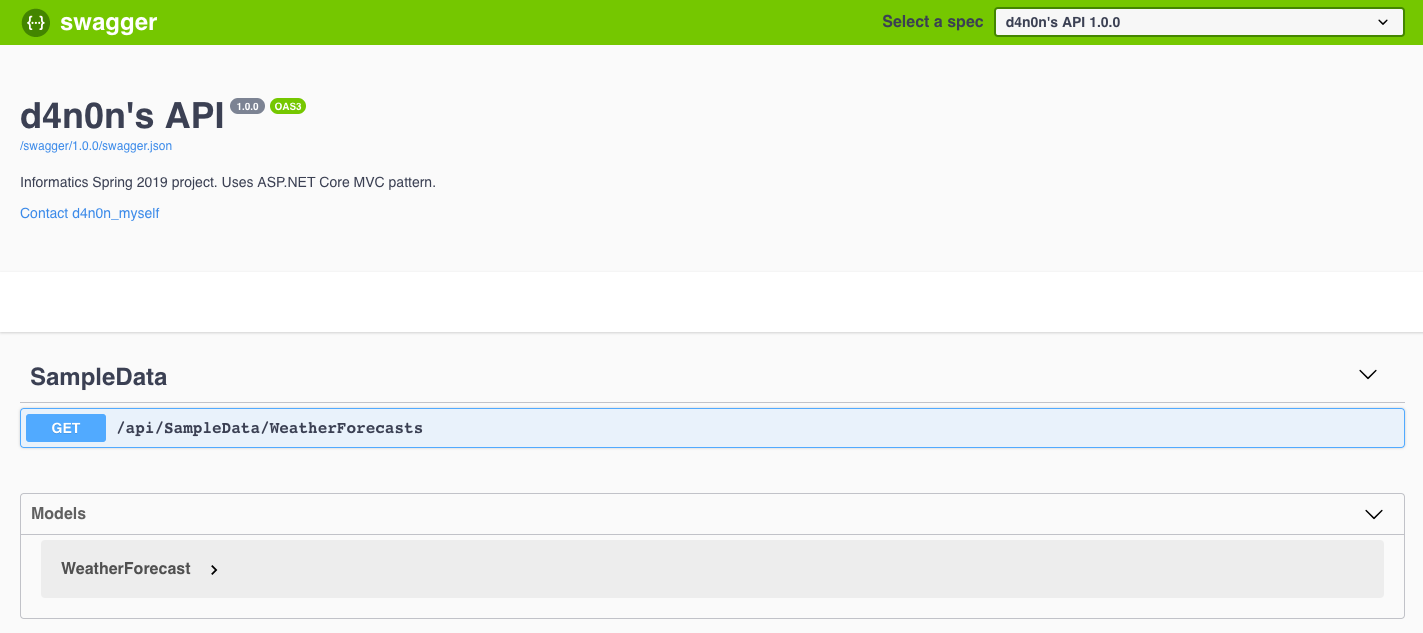 swagger
Select a spec
d4n0n's API 1.0.0
d4n0n's API 1.0.0 OAS3
/swagger/1.0.0/swagger.json
Informatics Spring 2019 project. Uses ASP.NET Core MVC pattern.
Contact d4n0n_myself
SampleData
GET /api/SampleData/WeatherForecasts
Models
WeatherForecast